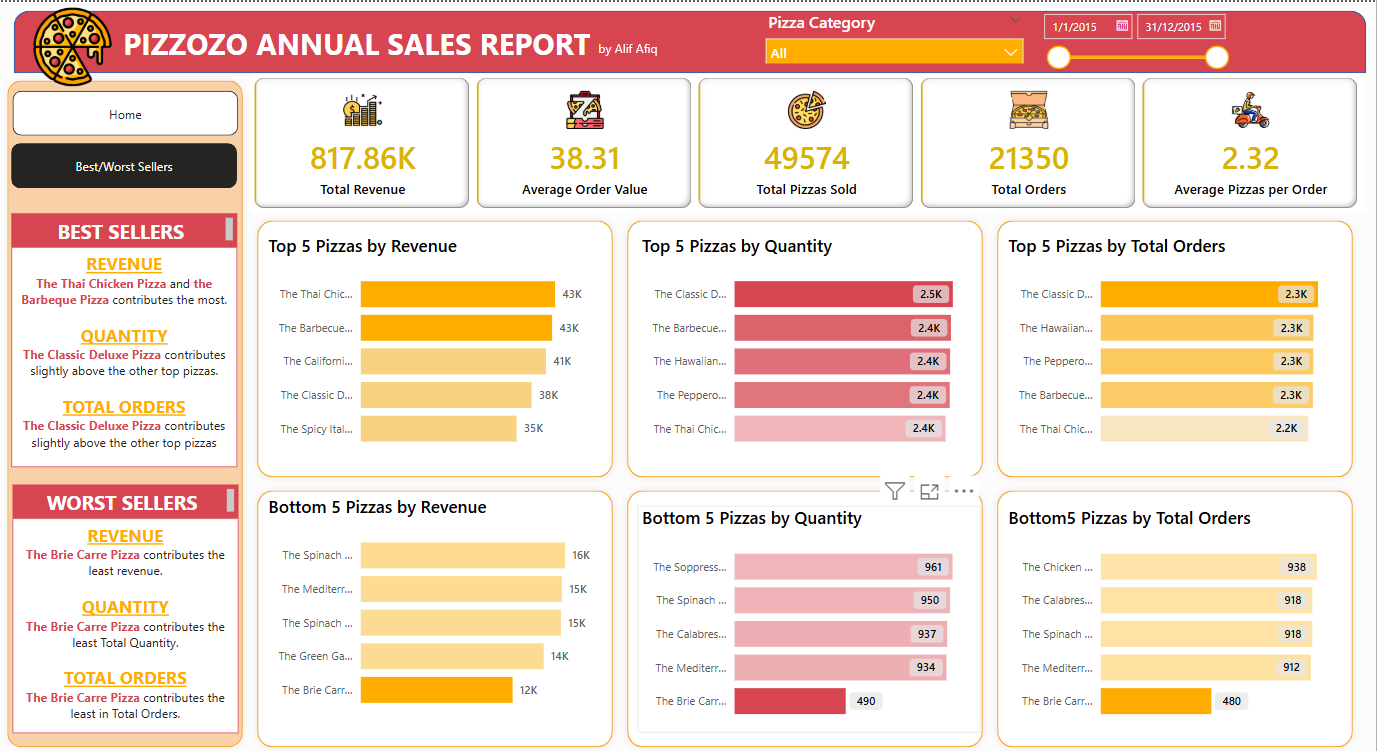 PIZZOZO ANNUAL SALES REPORT by Alif Afiq
Pizza Category
All
1/1/2015
31/12/2015
Home
Best/Worst Sellers
817.86K
Total Revenue
38.31
Average Order Value
49574
Total Pizzas Sold
21350
Total Orders
2.32
Average Pizzas per Order
BEST SELLERS
REVENUE
The Thai Chicken Pizza and the
Barbeque Pizza contributes the most.
QUANTITY
The Classic Deluxe Pizza contributes
slightly above the other top pizzas.
TOTAL ORDERS
The Classic Deluxe Pizza contributes
slightly above the other top pizzas
WORST SELLERS
REVENUE
The Brie Carre Pizza contributes the
least revenue.
QUANTITY
The Brie Carre Pizza contributes the
least Total Quantity.
TOTAL ORDERS
The Brie Carre Pizza contributes the
least in Total Orders.
Top 5 Pizzas by Revenue
The Thai Chic... 43K
The Barbecue... 43K
The Californi... 41K
The Classic D... 38K
The Spicy Ital... 35K
Top 5 Pizzas by Quantity
The Classic D... 2.5K
The Barbecue... 2.4K
The Hawaiian... 2.4K
The Peppero... 2.4K
The Thai Chic... 2.4K
Top 5 Pizzas by Total Orders
The Classic D... 2.3K
The Hawaiian... 2.3K
The Peppero... 2.3K
The Barbecue... 2.3K
The Thai Chic... 2.2K
Bottom 5 Pizzas by Revenue
The Spinach ... 16K
The Mediterr... 15K
The Spinach ... 15K
The Green Ga... 14K
The Brie Carr... 12K
Bottom 5 Pizzas by Quantity
The Soppress... 961
The Spinach ... 950
The Calabres... 937
The Mediterr... 934
The Brie Carr... 490
Bottom5 Pizzas by Total Orders
The Chicken ... 938
The Calabres... 918
The Spinach ... 918
The Mediterr... 912
The Brie Carr... 480